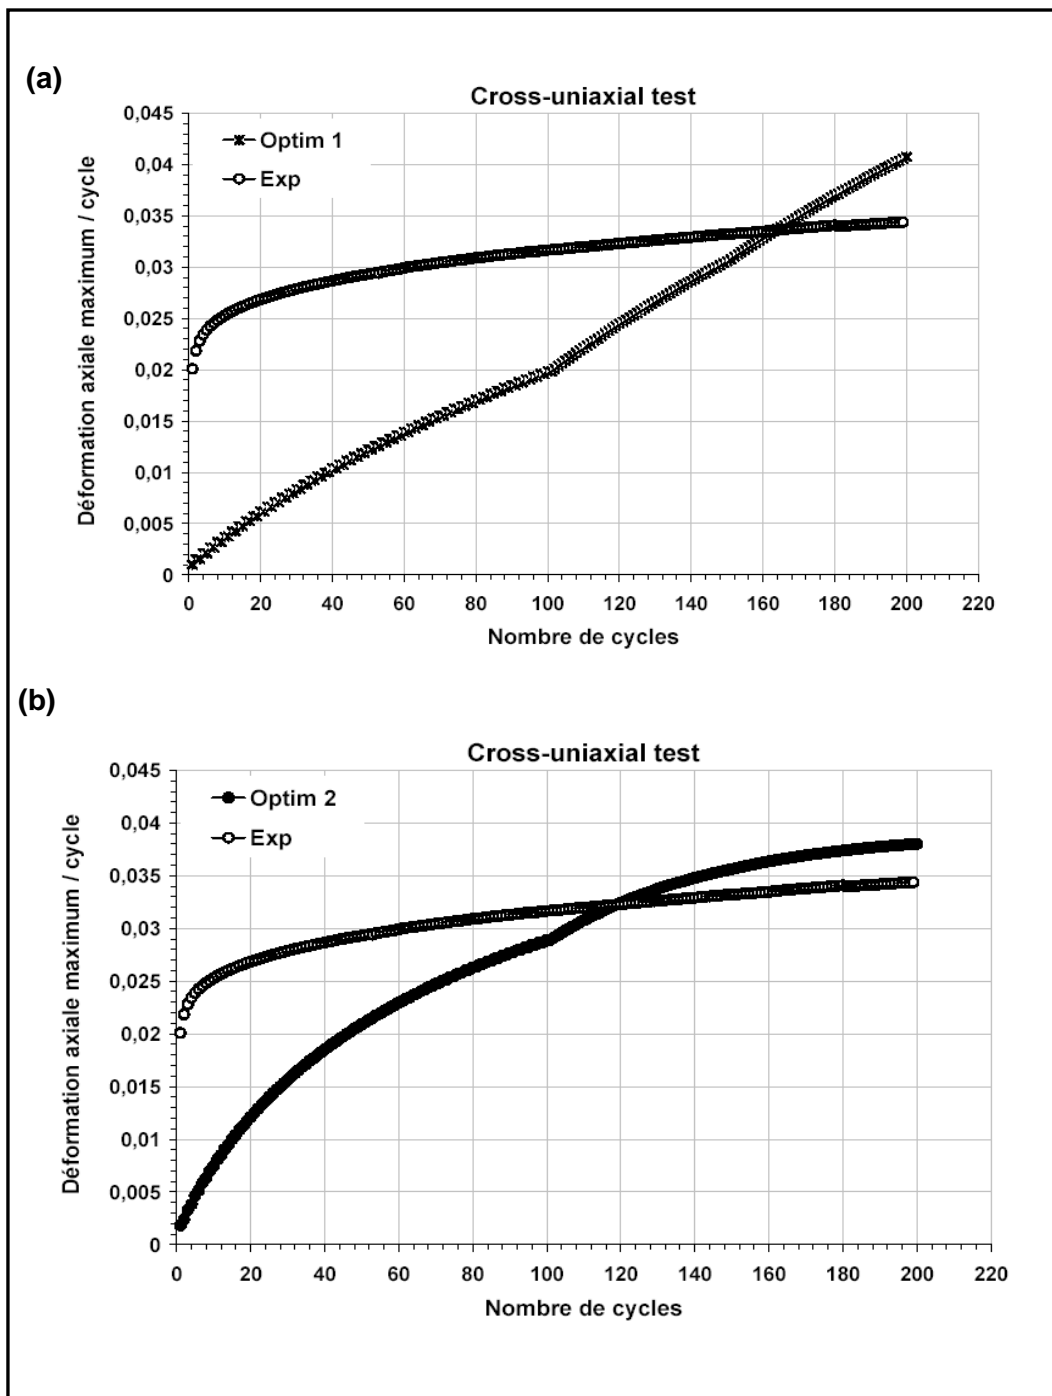 (a)
Cross-uniaxial test
Déformation axiale maximum / cycle
0,045
0,04
0,035
0,03
0,025
0,02
0,015
0,01
0,005
0
Optim 1
Exp
0 20 40 60 80 100 120 140 160 180 200 220
Nombre de cycles
(b)
Cross-uniaxial test
Déformation axiale maximum / cycle
0,045
0,04
0,035
0,03
0,025
0,02
0,015
0,01
0,005
0
Optim 2
Exp
0 20 40 60 80 100 120 140 160 180 200 220
Nombre de cycles